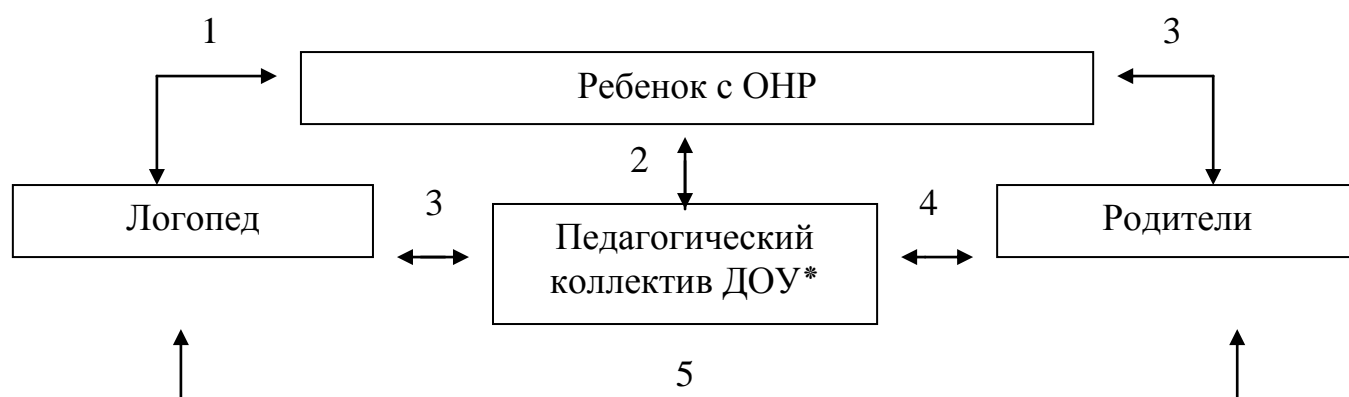 1
3
Ребенок с ОНР
2
Логопед
3
4
Родители
Педагогический
коллектив ДОУ*
5